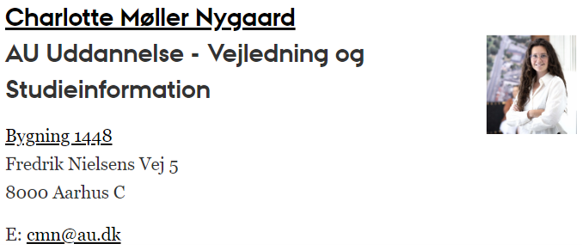 Charlotte Møller Nygaard
AU Uddannelse - Vejledning og
Studieinformation
Bygning 1448
Fredrik Nielsens Vej 5
8000 Aarhus C
E: cmn@au.dk